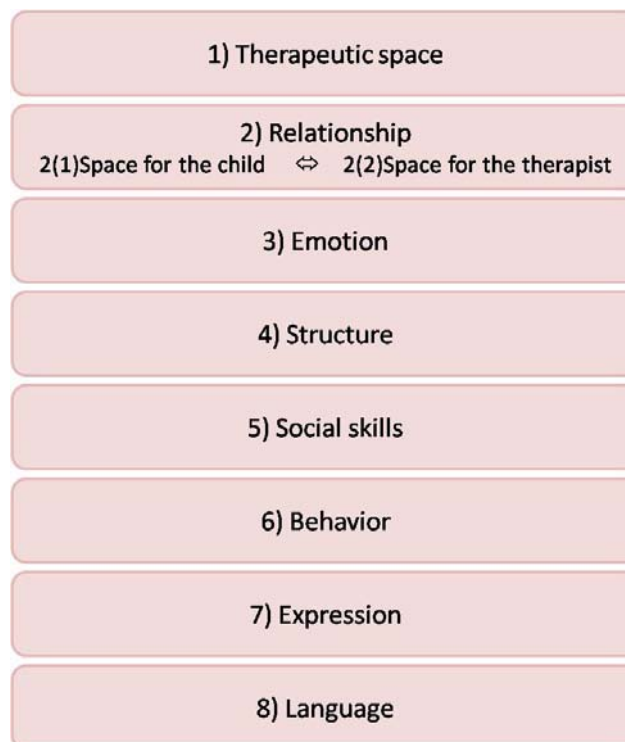 1) Therapeutic space
2) Relationship
2(1)Space for the child ⇔ 2(2)Space for the therapist
3) Emotion
4) Structure
5) Social skills
6) Behavior
7) Expression
8) Language